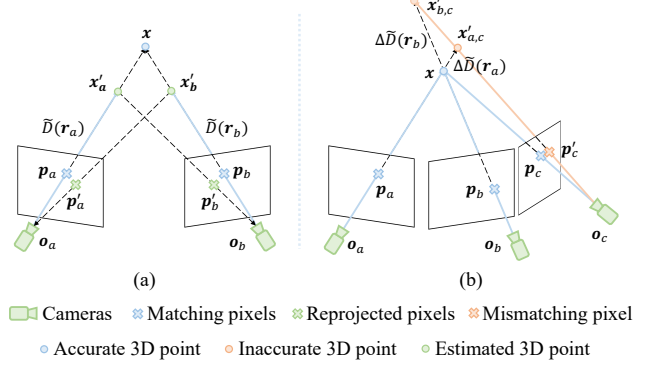 x
x′a x′b
D̃(ra) D̃(rb)
pa pb
p′a p′b
oa ob
(a)
x′b,c
ΔD̃(rb) x′a,c
x ΔD̃(ra)
pa pb pc p′c
oa ob oc
(b)
Cameras Matching pixels Reprojected pixels Mismatching pixel
Accurate 3D point Inaccurate 3D point Estimated 3D point